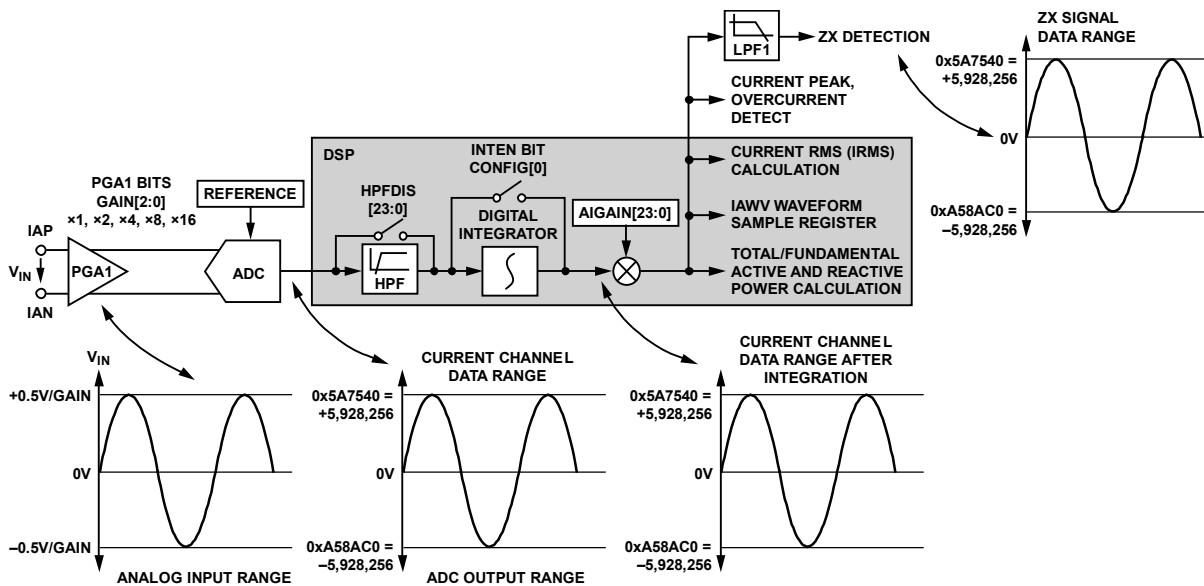 LPF1
ZX DETECTION
ZX SIGNAL
DATA RANGE
0x5A7540 =
+5,928,256
0V
0xA58AC0 =
–5,928,256
CURRENT PEAK,
OVERCURRENT
DETECT
DSP
INTEN BIT
CONFIG[0]
CURRENT RMS (IRMS)
CALCULATION
PGA1 BITS
GAIN[2:0]
×1, ×2, ×4, ×8, ×16
REFERENCE
HPFDIS
[23:0]
DIGITAL
INTEGRATOR
AIGAIN[23:0]
IAWV WAVEFORM
SAMPLE REGISTER
IAP
VIN
IAN
PGA1
ADC
HPF
TOTAL/FUNDAMENTAL
ACTIVE AND REACTIVE
POWER CALCULATION
VIN
+0.5V/GAIN
0V
–0.5V/GAIN
ANALOG INPUT RANGE
CURRENT CHANNEL
DATA RANGE
0x5A7540 =
+5,928,256
0V
0xA58AC0 =
–5,928,256
ADC OUTPUT RANGE
CURRENT CHANNEL
DATA RANGE AFTER
INTEGRATION
0x5A7540 =
+5,928,256
0V
0xA58AC0 =
–5,928,256